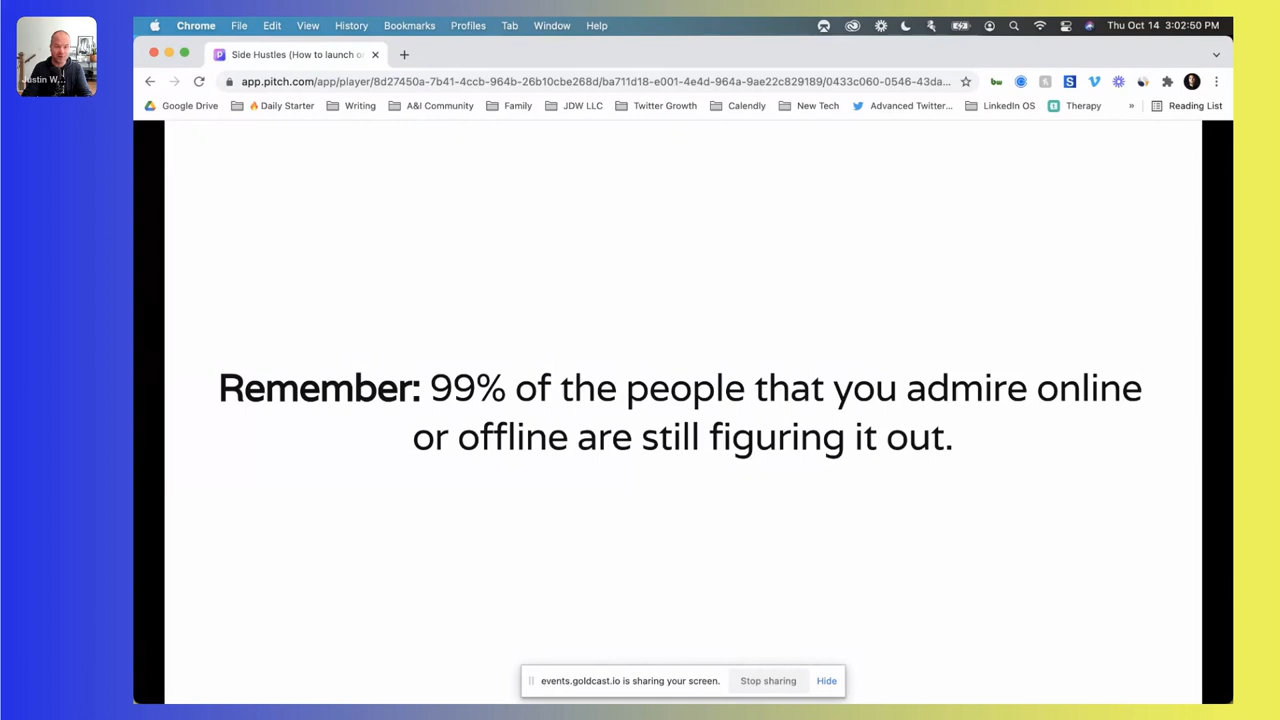 Justin W...
Chrome File Edit View History Bookmarks Profiles Tab Window Help Thu Oct 14 3:02:50 PM
Side Hustles (How to launch or
app.pitch.com/app/player/8d27450a-7b41-4ccb-964b-26b10cbe268d/ba711d18-e001-4e4d-964a-9ae22c829189/0433c060-0546-43da...
Google Drive 🔥Daily Starter Writing A&I Community Family JDW LLC Twitter Growth Calendly New Tech Advanced Twitter... LinkedIn OS Therapy » Reading List
Remember: 99% of the people that you admire online
or offline are still figuring it out.
events.goldcast.io is sharing your screen. Stop sharing Hide